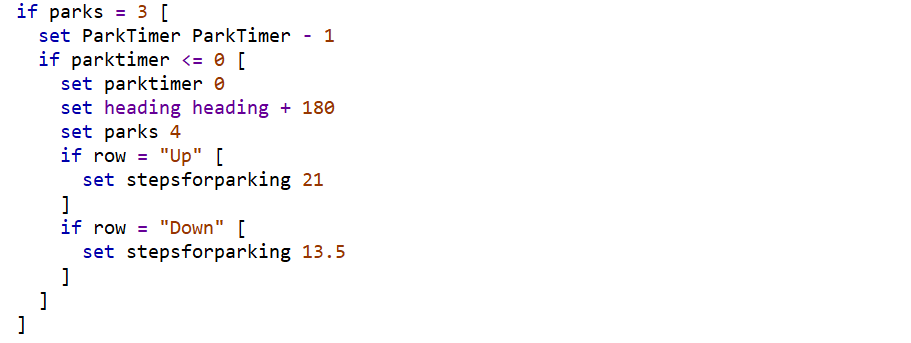 if parks = 3 [
set ParkTimer ParkTimer - 1
if parktimer <= 0 [
set parktimer 0
set heading heading + 180
set parks 4
if row = "Up" [
set stepsforparking 21
]
if row = "Down" [
set stepsforparking 13.5
]
]
]